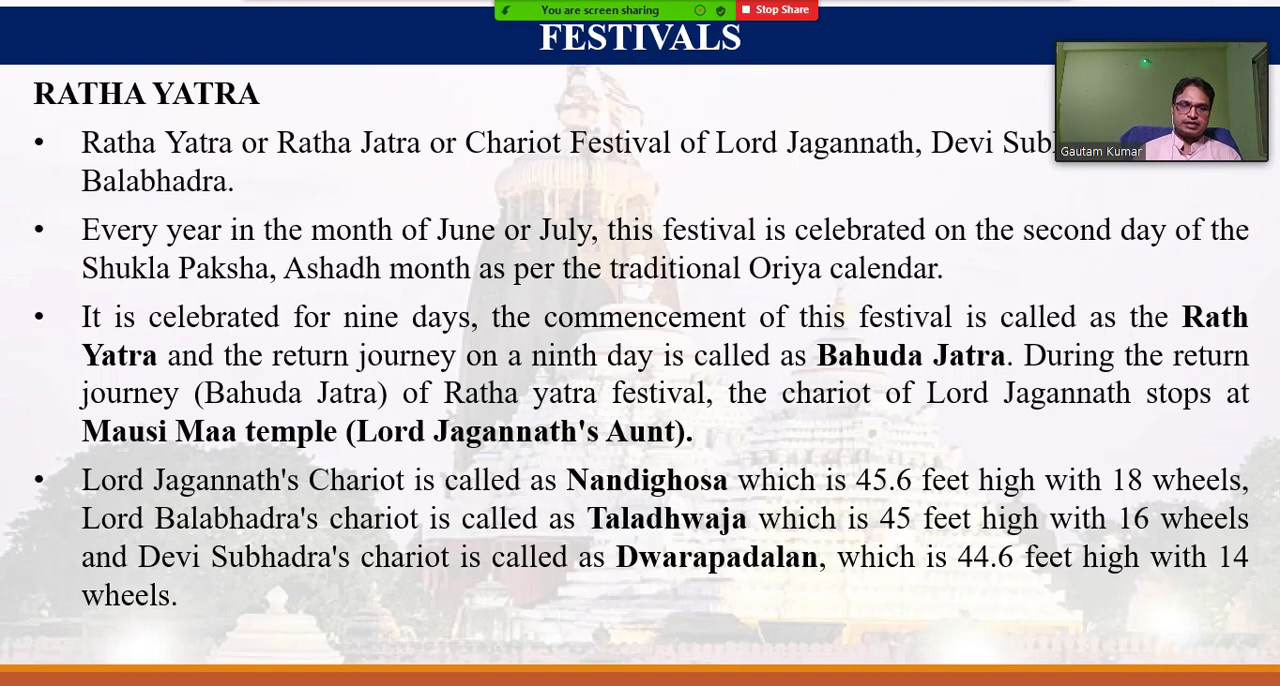 You are screen sharing
Stop Share
FESTIVALS
Gautam Kumar
RATHA YATRA
• Ratha Yatra or Ratha Jatra or Chariot Festival of Lord Jagannath, Devi
Balabhadra.
• Every year in the month of June or July, this festival is celebrated on the second day of the
Shukla Paksha, Ashadh month as per the traditional Oriya calendar.
• It is celebrated for nine days, the commencement of this festival is called as the Rath
Yatra and the return journey on a ninth day is called as Bahuda Jatra. During the return
journey (Bahuda Jatra) of Ratha yatra festival, the chariot of Lord Jagannath stops at
Mausi Maa temple (Lord Jagannath's Aunt).
• Lord Jagannath's Chariot is called as Nandighosa which is 45.6 feet high with 18 wheels,
Lord Balabhadra's chariot is called as Taladhwaja which is 45 feet high with 16 wheels
and Devi Subhadra's chariot is called as Dwarapadalan, which is 44.6 feet high with 14
wheels.